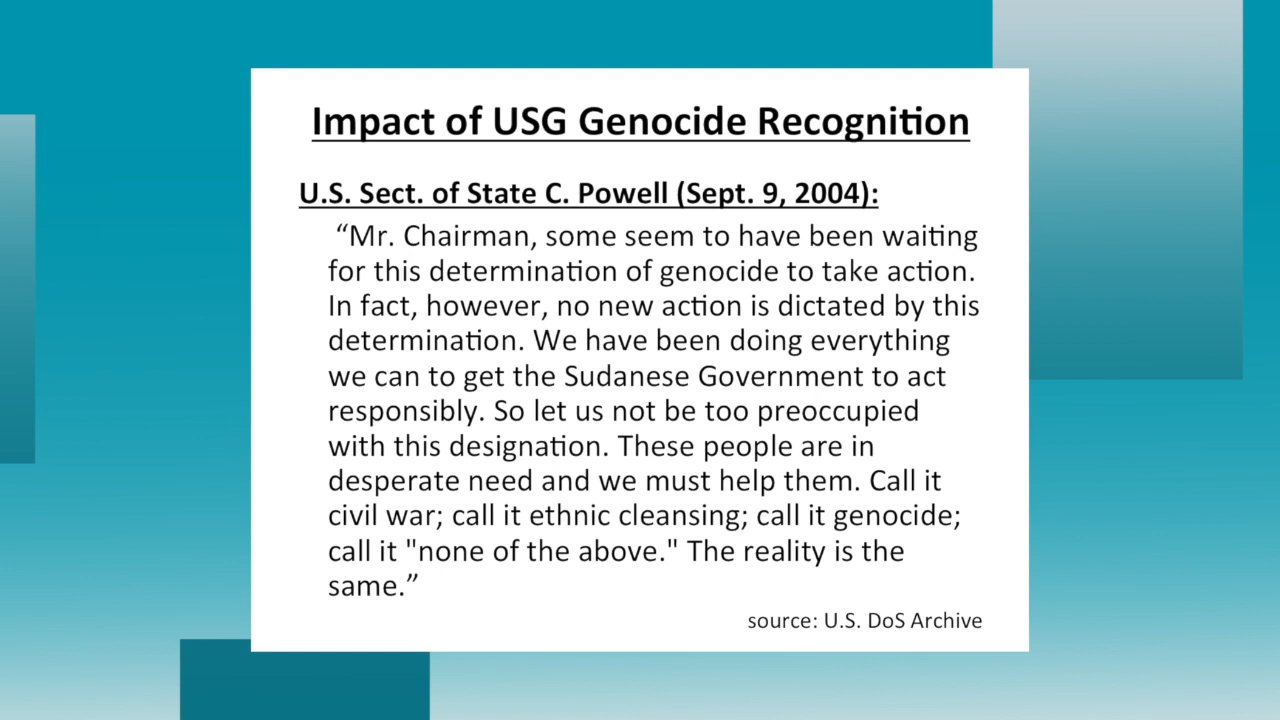 Impact of USG Genocide Recognition
U.S. Sect. of State C. Powell (Sept. 9, 2004):
“Mr. Chairman, some seem to have been waiting
for this determination of genocide to take action.
In fact, however, no new action is dictated by this
determination. We have been doing everything
we can to get the Sudanese Government to act
responsibly. So let us not be too preoccupied
with this designation. These people are in
desperate need and we must help them. Call it
civil war; call it ethnic cleansing; call it genocide;
call it "none of the above." The reality is the
same.”
source: U.S. DoS Archive